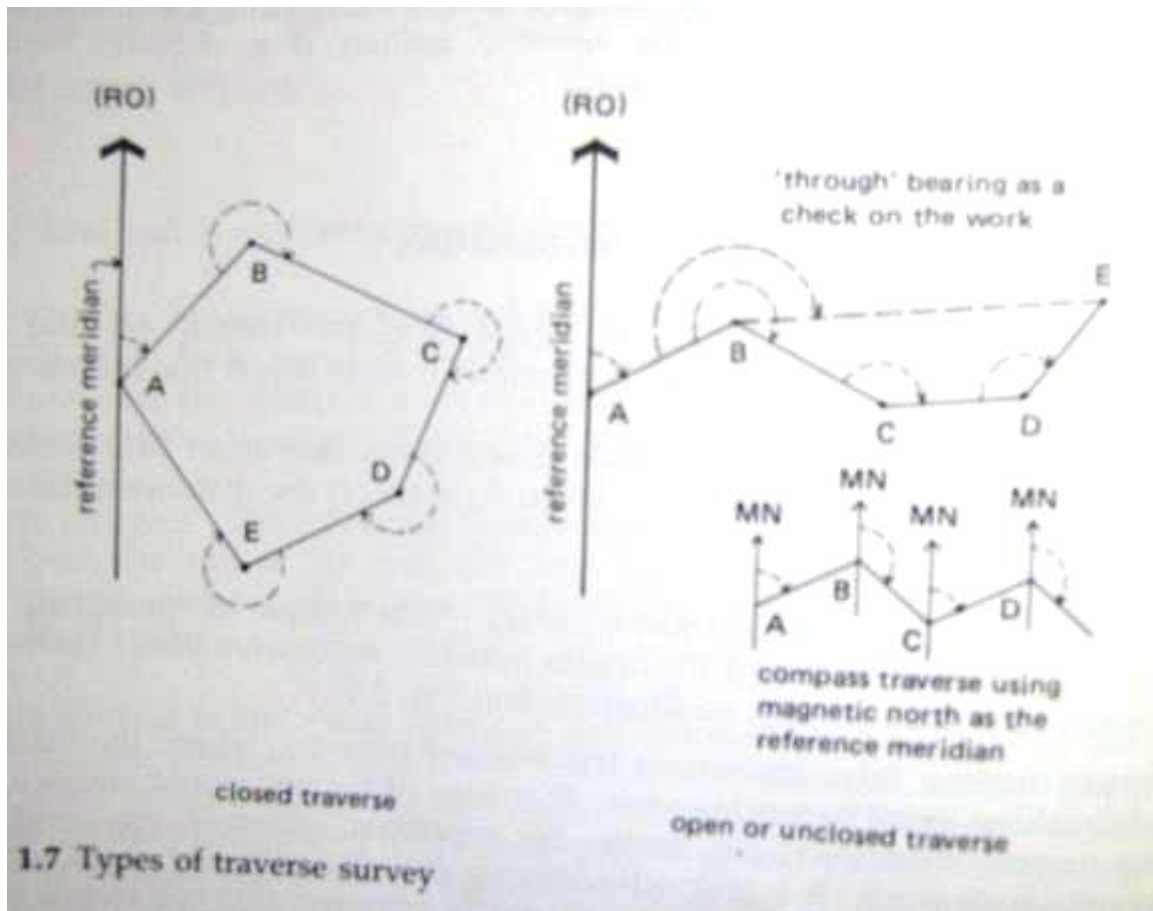 (RO)
reference meridian
A
B
C
D
E
closed traverse
(RO)
reference meridian
'through' bearing as a
check on the work
A
B
C
D
E
MN
MN
MN
MN
A
B
C
D
compass traverse using
magnetic north as the
reference meridian
open or unclosed traverse
1.7 Types of traverse survey